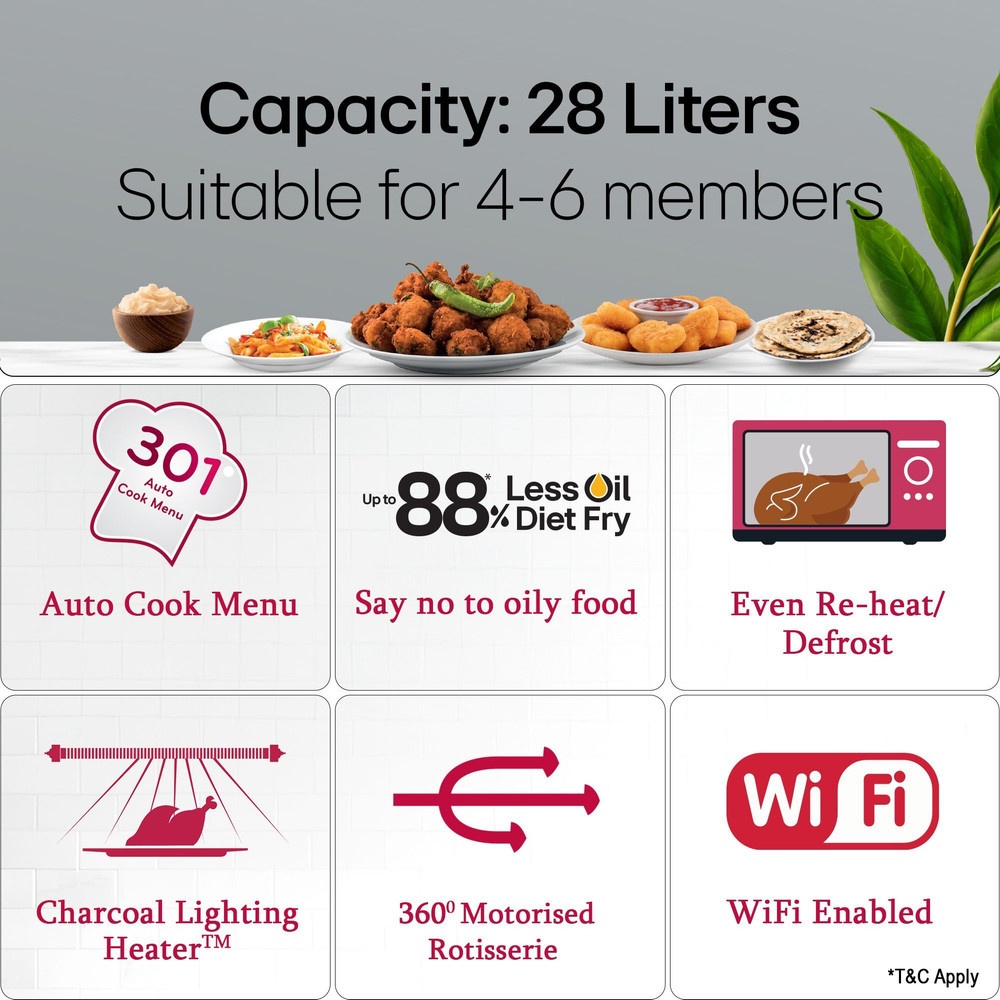 Capacity: 28 Liters
Suitable for 4-6 members
301
Auto
Cook Menu
Auto Cook Menu
Up to 88*% Less Oil
Diet Fry
Say no to oily food
Even Re-heat/
Defrost
Charcoal Lighting
Heater™
360⁰ Motorised
Rotisserie
Wi Fi
WiFi Enabled
*T&C Apply